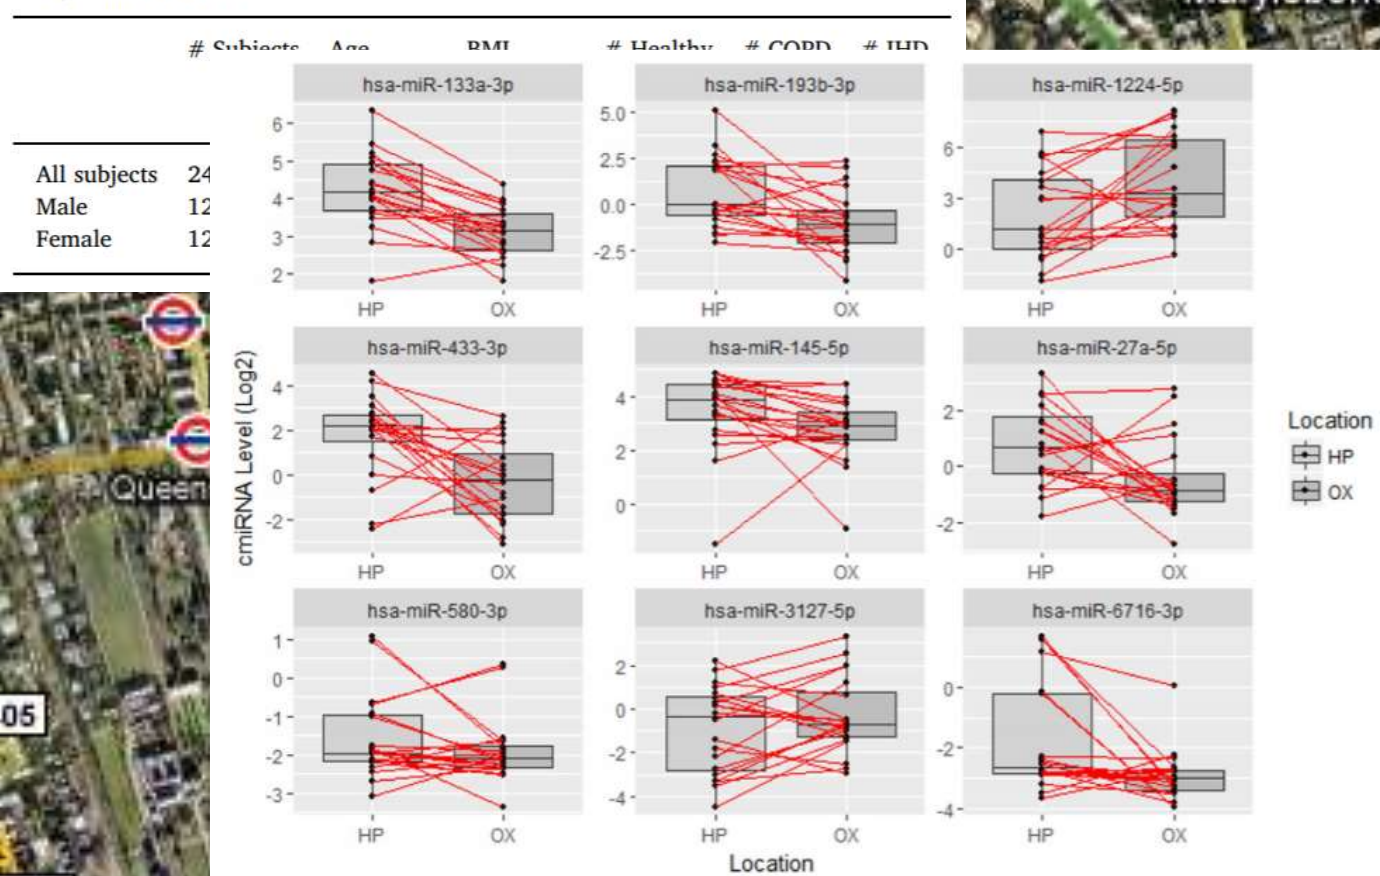 # Subjects Age BMI # Healthy # COPD # IHD
All subjects 24
Male 12
Female 12
Queen
05
cmiRNA Level (Log2)
hsa-miR-133a-3p
6
5
4
3
2
HP OX
hsa-miR-193b-3p
5.0
2.5
0.0
-2.5
HP OX
hsa-miR-1224-5p
6
3
0
HP OX
hsa-miR-433-3p
4
2
0
-2
HP OX
hsa-miR-145-5p
4
2
0
HP OX
hsa-miR-27a-5p
2
0
-2
HP OX
hsa-miR-580-3p
1
0
-1
-2
-3
HP OX
hsa-miR-3127-5p
2
0
-2
-4
HP OX
hsa-miR-6716-3p
0
-2
-4
HP OX
Location
Location
HP
OX